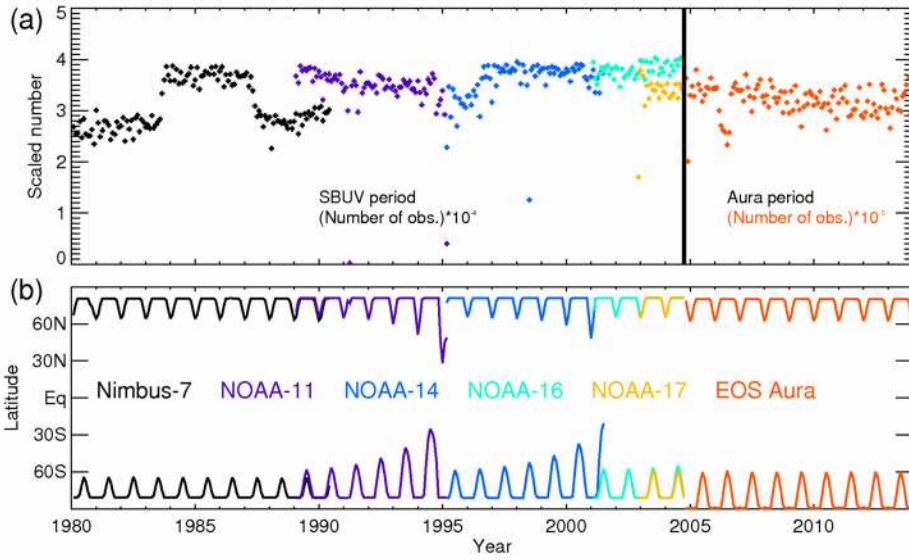 (a)
5
4
3
2
1
0
Scaled number
SBUV period
(Number of obs.)*10⁻⁴
Aura period
(Number of obs.)*10
(b)
60N
30N
Eq
30S
60S
Latitude
Nimbus-7 NOAA-11 NOAA-14 NOAA-16 NOAA-17 EOS Aura
1980 1985 1990 1995 2000 2005 2010
Year